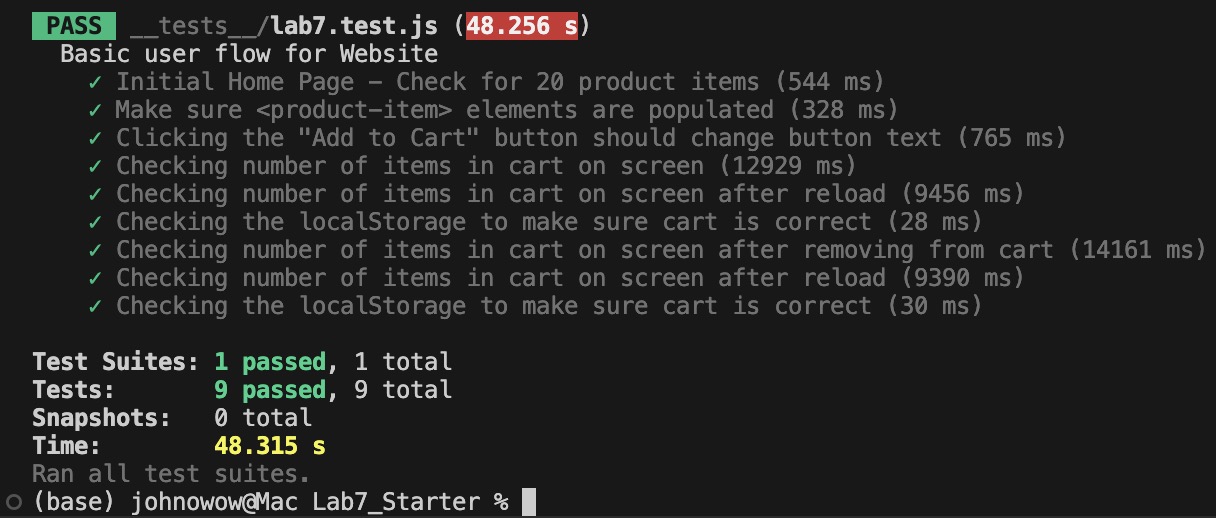 PASS __tests__/lab7.test.js (48.256 s)
Basic user flow for Website
✓ Initial Home Page – Check for 20 product items (544 ms)
✓ Make sure <product-item> elements are populated (328 ms)
✓ Clicking the "Add to Cart" button should change button text (765 ms)
✓ Checking number of items in cart on screen (12929 ms)
✓ Checking number of items in cart on screen after reload (9456 ms)
✓ Checking the localStorage to make sure cart is correct (28 ms)
✓ Checking number of items in cart on screen after removing from cart (14161 ms)
✓ Checking number of items in cart on screen after reload (9390 ms)
✓ Checking the localStorage to make sure cart is correct (30 ms)
Test Suites: 1 passed, 1 total
Tests: 9 passed, 9 total
Snapshots: 0 total
Time: 48.315 s
Ran all test suites.
(base) johnowow@Mac Lab7_Starter %